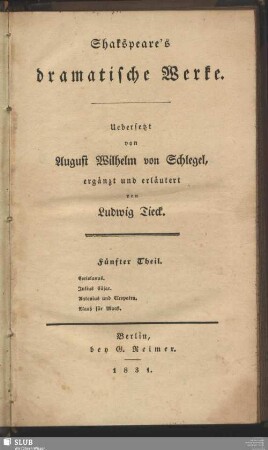 Shakspeare's
dramatische Werke.
Uebersetzt
von
August Wilhelm von Schlegel,
ergänzt und erläutert
von
Ludwig Tieck.
Fünfter Theil.
Coriolanus.
Julius Cäsar.
Antonius und Cleopatra.
Maaß für Maaß.
Berlin,
bey G. Reimer.
1831.
SLUB